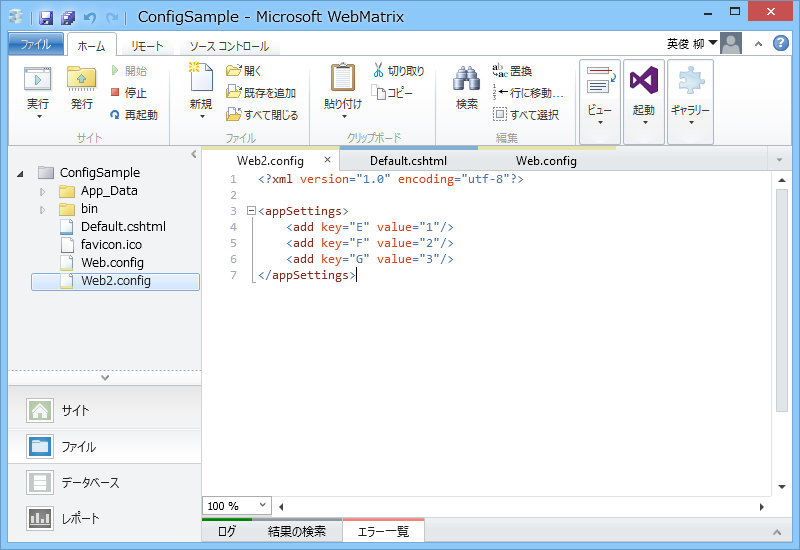 ConfigSample - Microsoft WebMatrix
ファイル ホーム リモート ソース コントロール 英俊 柳
実行
発行
開始
停止
再起動
サイト
新規
開く
既存を追加
すべて閉じる
ファイル
貼り付け
切り取り
コピー
クリップボード
検索
置換
行に移動...
すべて選択
編集
ビュー
起動
ギャラリー
ConfigSample
App_Data
bin
Default.cshtml
favicon.ico
Web.config
Web2.config
サイト
ファイル
データベース
レポート
Web2.config × Default.cshtml Web.config
1 <?xml version="1.0" encoding="utf-8"?>
2
3 <appSettings>
4 <add key="E" value="1"/>
5 <add key="F" value="2"/>
6 <add key="G" value="3"/>
7 </appSettings>
100 %
ログ 結果の検索 エラー一覧